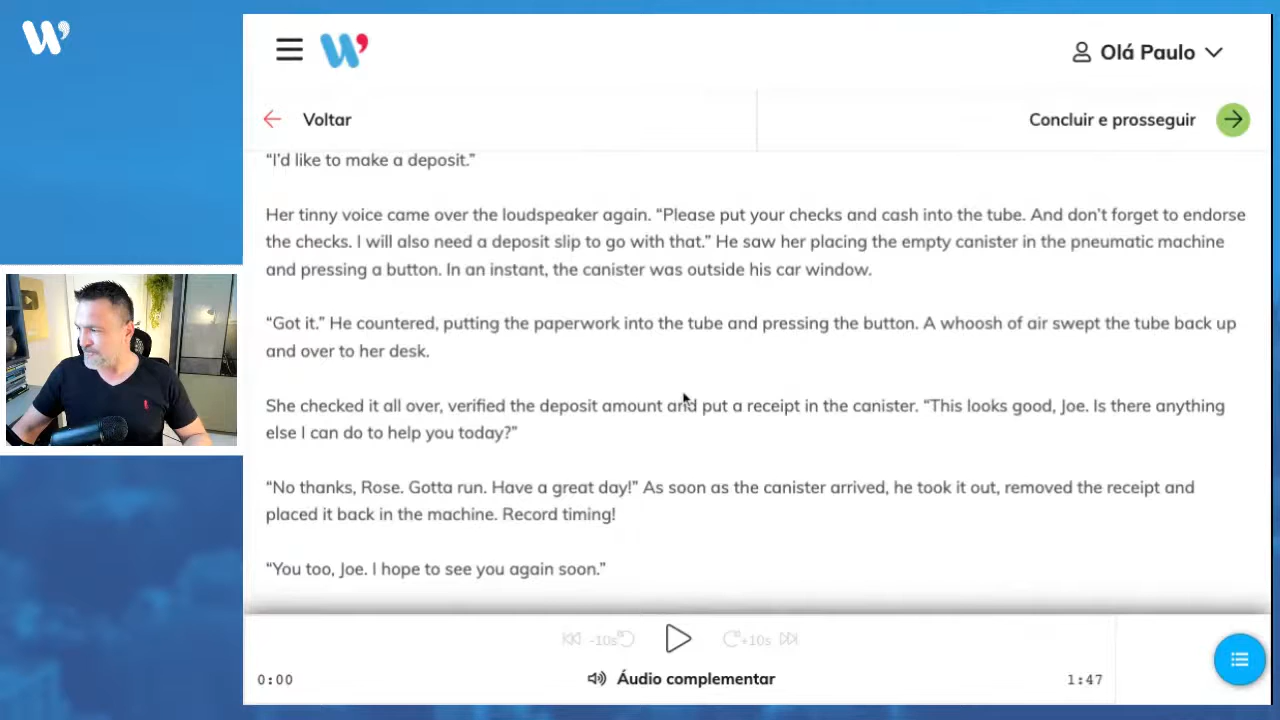 W'
W'
Olá Paulo
Voltar
Concluir e prosseguir
“I’d like to make a deposit.”
Her tinny voice came over the loudspeaker again. “Please put your checks and cash into the tube. And don’t forget to endorse
the checks. I will also need a deposit slip to go with that.” He saw her placing the empty canister in the pneumatic machine
and pressing a button. In an instant, the canister was outside his car window.
“Got it.” He countered, putting the paperwork into the tube and pressing the button. A whoosh of air swept the tube back up
and over to her desk.
She checked it all over, verified the deposit amount and put a receipt in the canister. “This looks good, Joe. Is there anything
else I can do to help you today?”
“No thanks, Rose. Gotta run. Have a great day!” As soon as the canister arrived, he took it out, removed the receipt and
placed it back in the machine. Record timing!
“You too, Joe. I hope to see you again soon.”
-10s
+10s
0:00
Áudio complementar
1:47